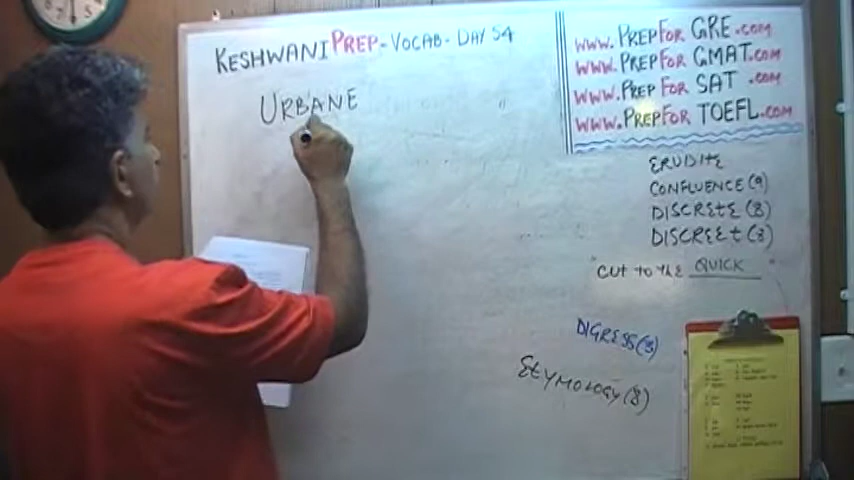 KESHWANI PREP - VOCAB - DAY 54
URBANE
www. PREPFOR GRE .com
www. PREPFOR GMAT.com
www. PREP FOR SAT .com
www. PREPFOR TOEFL.com
ERUDITE
CONFLUENCE (9)
DISCRETE (8)
DISCREET (8)
"CUT TO THE QUICK"
DIGRESS (3)
ETYMOLOGY (8)